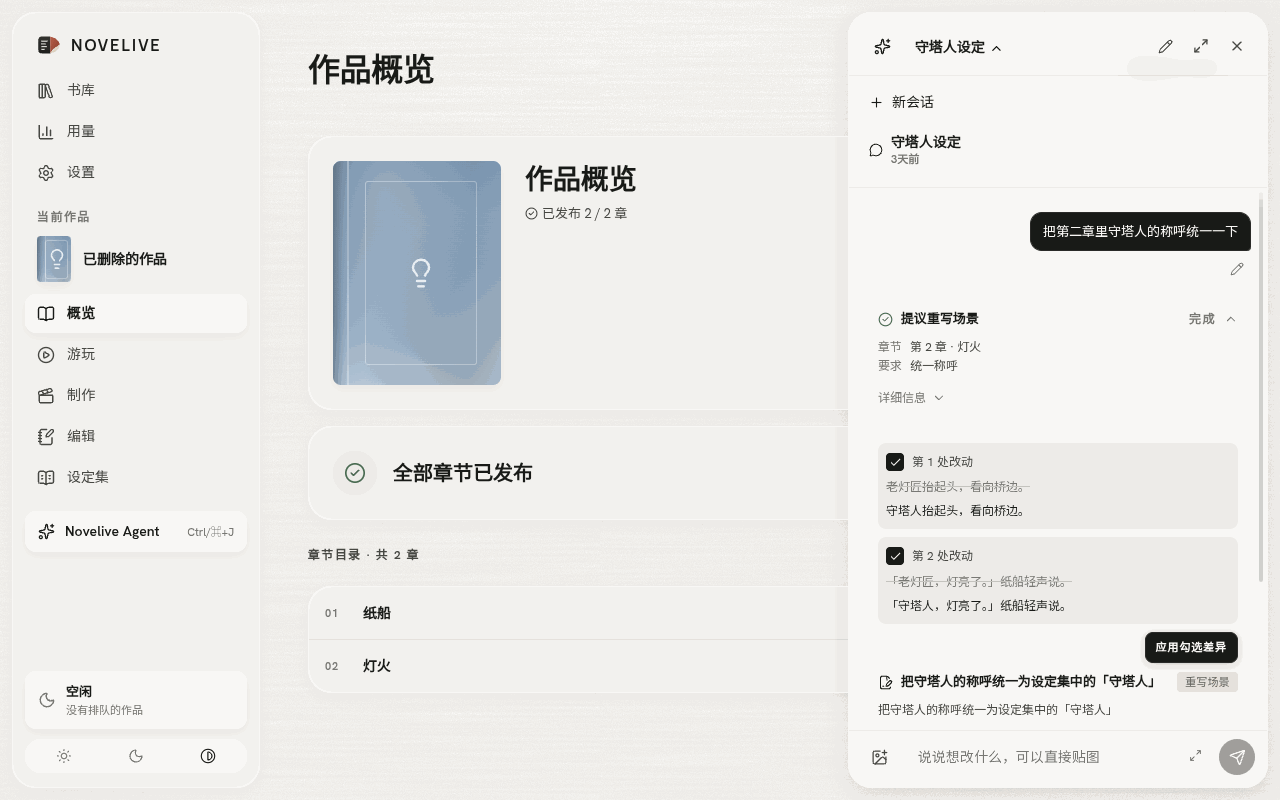 NOVELIVE
书库
用量
设置
当前作品
已删除的作品
概览
游玩
制作
编辑
设定集
Novelive Agent Ctrl/⌘+J
空闲
没有排队的作品
作品概览
作品概览
已发布 2 / 2 章
全部章节已发布
章节目录 · 共 2 章
01 纸船
02 灯火
守塔人设定
新会话
守塔人设定
3天前
把第二章里守塔人的称呼统一一下
提议重写场景 完成
章节 第 2 章 · 灯火
要求 统一称呼
详细信息
第 1 处改动
老灯匠抬起头，看向桥边。
守塔人抬起头，看向桥边。
第 2 处改动
「老灯匠，灯亮了。」纸船轻声说。
「守塔人，灯亮了。」纸船轻声说。
应用勾选差异
把守塔人的称呼统一为设定集中的「守塔人」 重写场景
把守塔人的称呼统一为设定集中的「守塔人」
说说想改什么，可以直接贴图